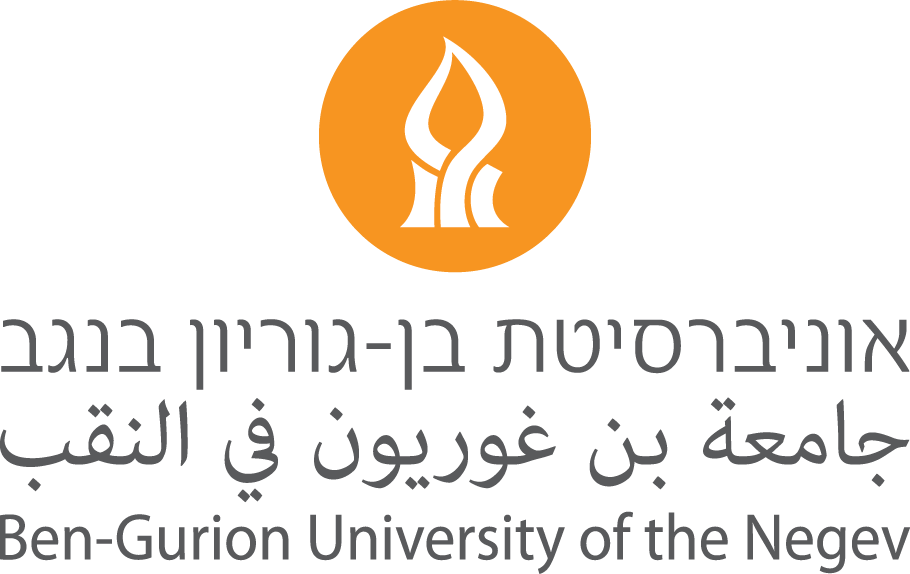 אוניברסיטת בן-גוריון בנגב
جامعة بن غوريون في النقب
Ben-Gurion University of the Negev